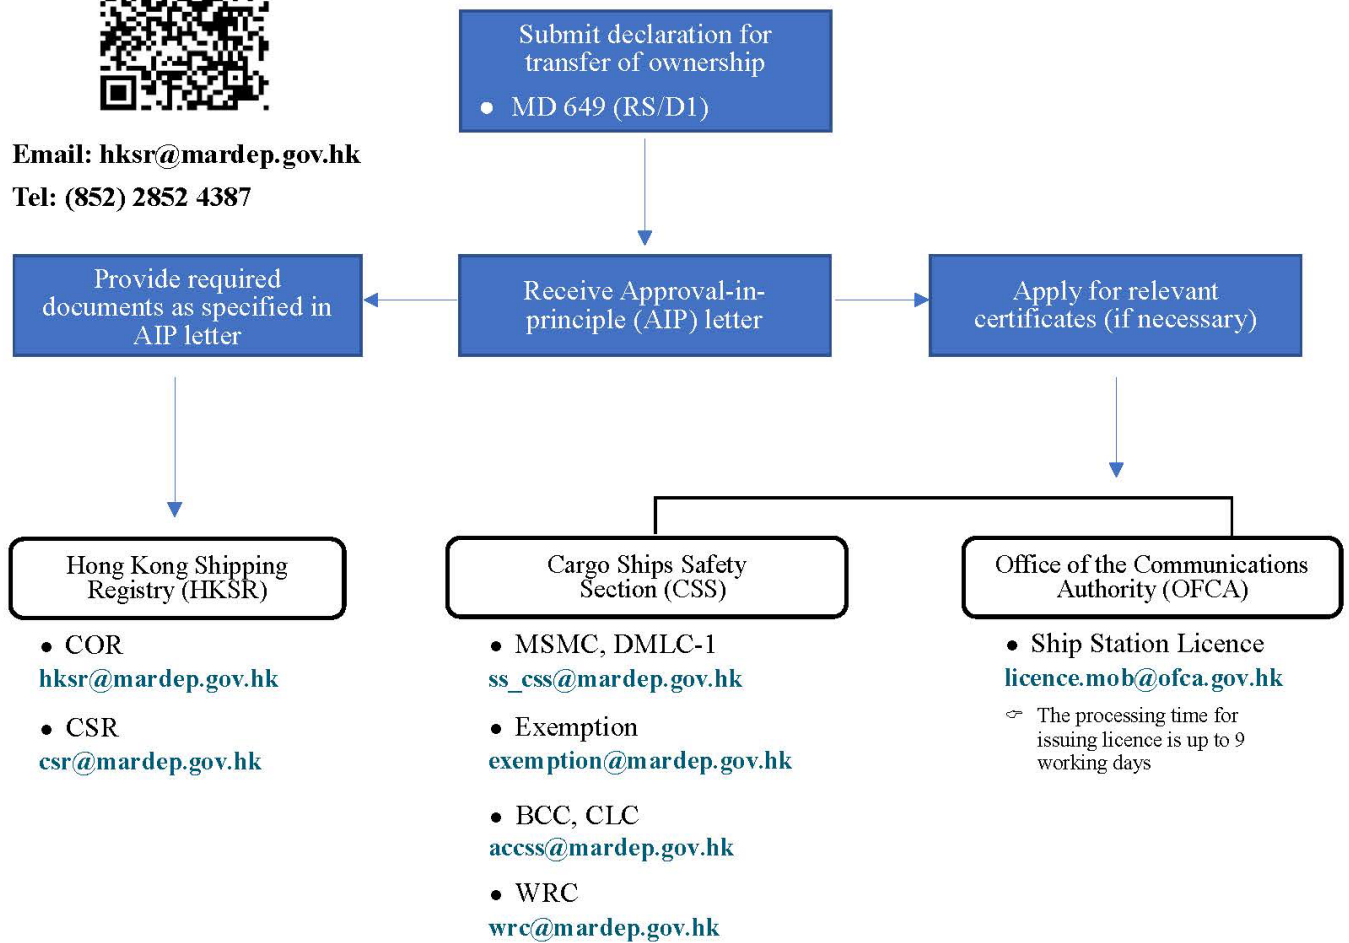 Submit declaration for
transfer of ownership
● MD 649 (RS/D1)
Email: hksr@mardep.gov.hk
Tel: (852) 2852 4387
Provide required
documents as specified in
AIP letter
Receive Approval-in-
principle (AIP) letter
Apply for relevant
certificates (if necessary)
Hong Kong Shipping
Registry (HKSR)
● COR
hksr@mardep.gov.hk
● CSR
csr@mardep.gov.hk
Cargo Ships Safety
Section (CSS)
● MSMC, DMLC-1
ss_css@mardep.gov.hk
● Exemption
exemption@mardep.gov.hk
● BCC, CLC
accss@mardep.gov.hk
● WRC
wrc@mardep.gov.hk
Office of the Communications
Authority (OFCA)
● Ship Station Licence
licence.mob@ofca.gov.hk
☞ The processing time for
issuing licence is up to 9
working days